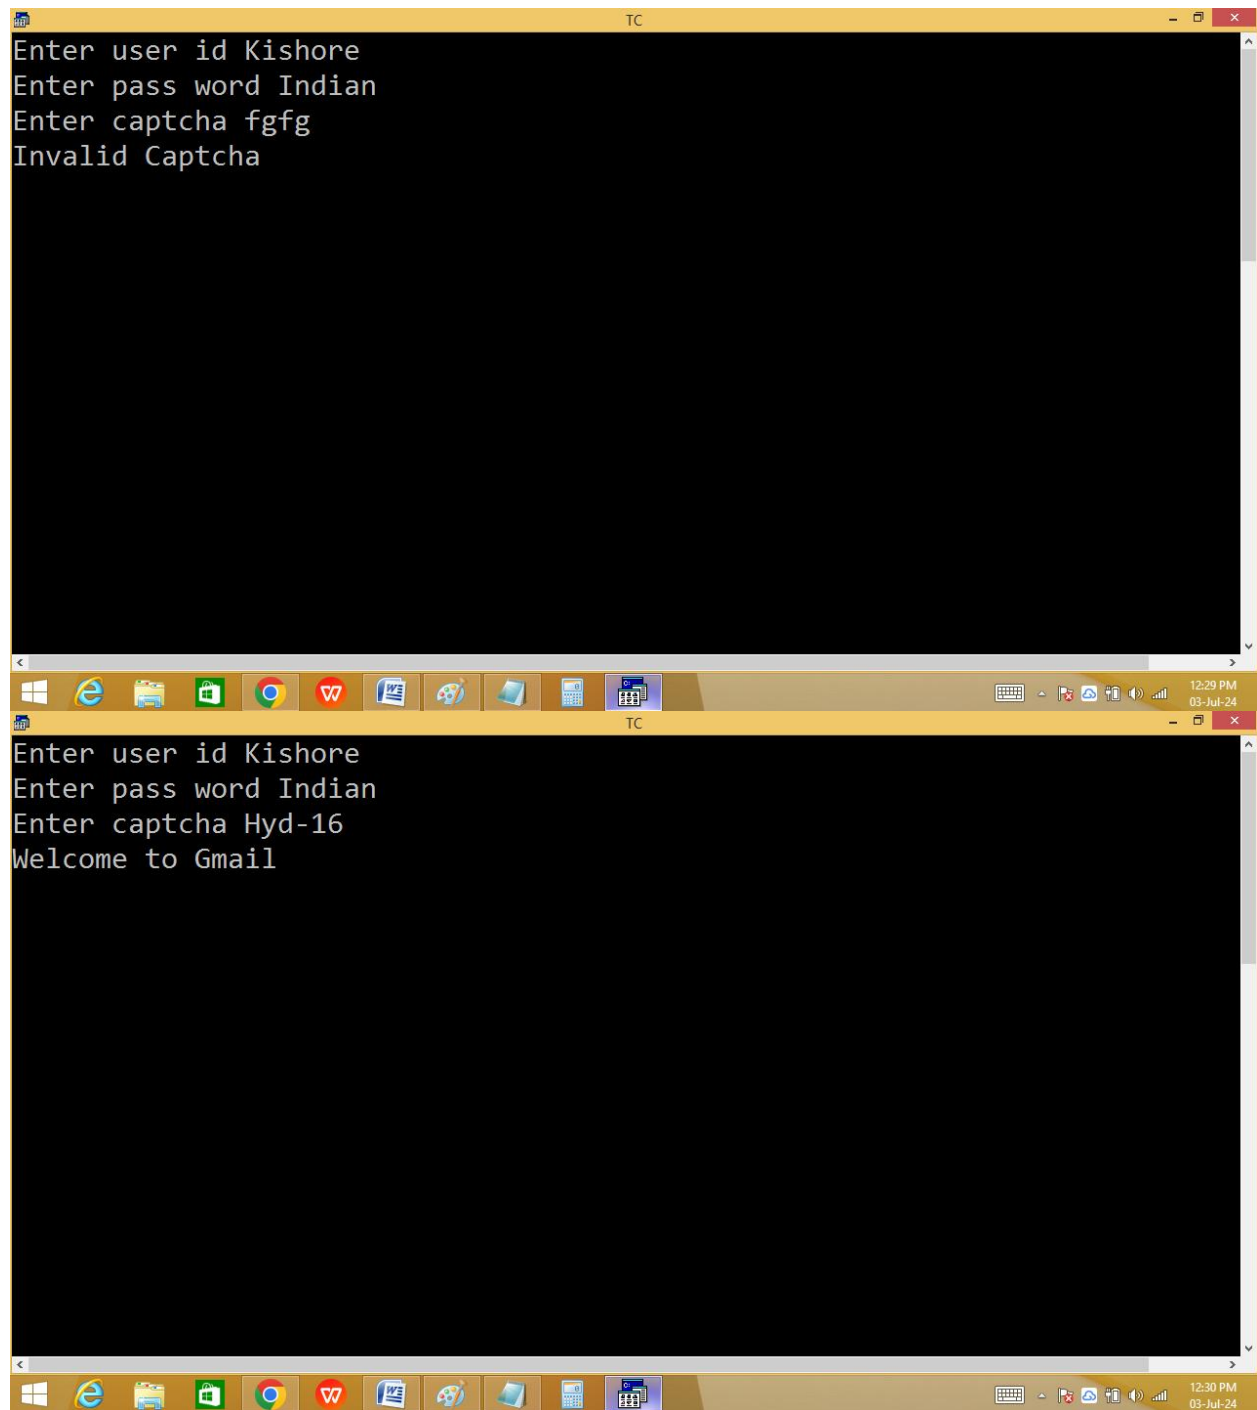 TC
Enter user id Kishore
Enter pass word Indian
Enter captcha fgfg
Invalid Captcha
12:29 PM
03-Jul-24
TC
Enter user id Kishore
Enter pass word Indian
Enter captcha Hyd-16
Welcome to Gmail
12:30 PM
03-Jul-24